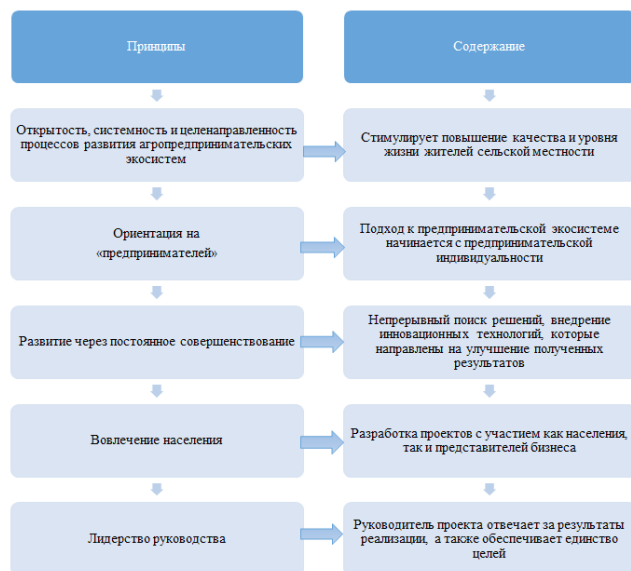 Принципы
Содержание
Открытость, системность и целенаправленность
процессов развития агропредпринимательских
экосистем
Стимулирует повышение качества и уровня
жизни жителей сельской местности
Ориентация на
«предпринимателей»
Подход к предпринимательской экосистеме
начинается с предпринимательской
индивидуальности
Развитие через постоянное совершенствование
Непрерывный поиск решений, внедрение
инновационных технологий, которые
направлены на улучшение полученных
результатов
Вовлечение населения
Разработка проектов с участием как населения,
так и представителей бизнеса
Лидерство руководства
Руководитель проекта отвечает за результаты
реализации, а также обеспечивает единство
целей